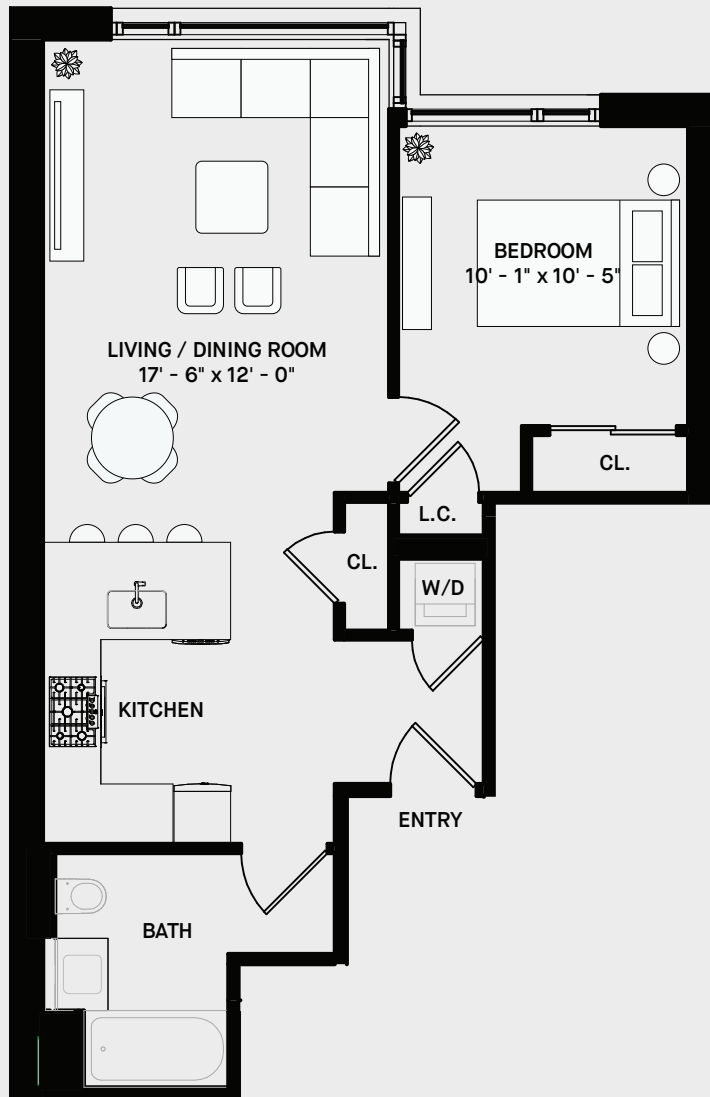 BEDROOM
10' - 1" x 10' - 5"
LIVING / DINING ROOM
17' - 6" x 12' - 0"
CL.
L.C.
CL.
W/D
KITCHEN
ENTRY
BATH